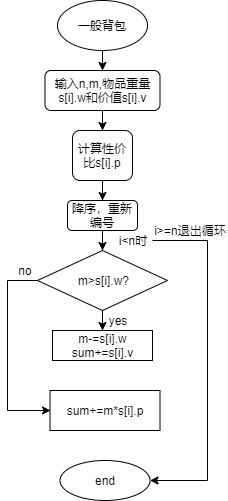 一般背包
输入n,m,物品重量
s[i].w和价值s[i].v
计算性价
比s[i].p
降序，重新
编号
i<n时
i>=n退出循环
no
m>s[i].w?
yes
m-=s[i].w
sum+=s[i].v
sum+=m*s[i].p
end